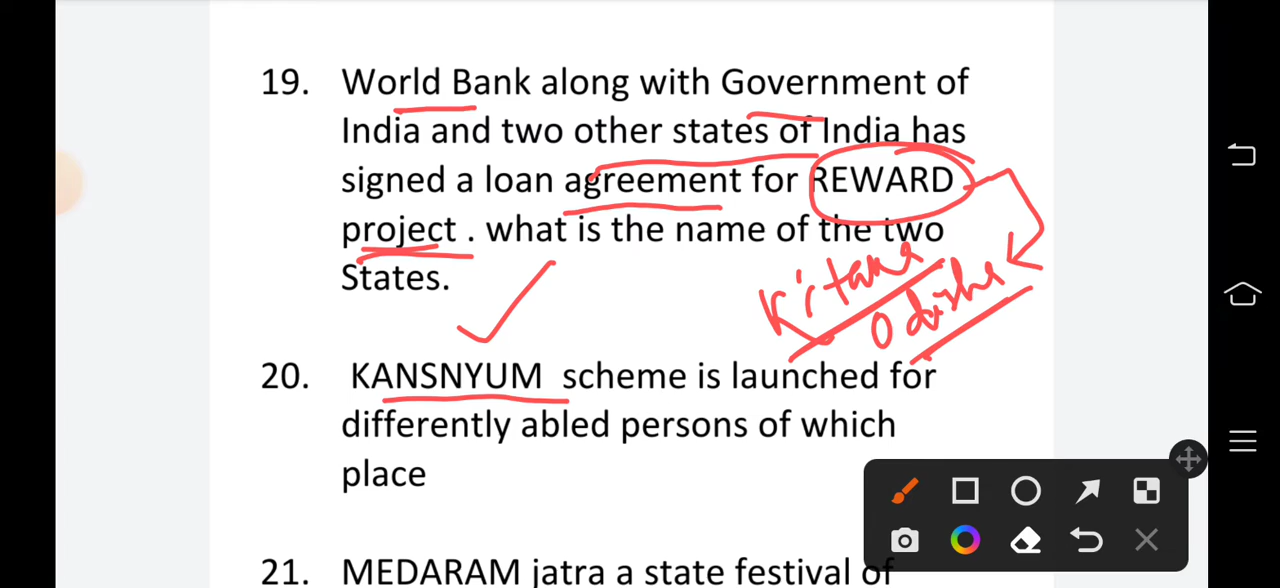 19. World Bank along with Government of
India and two other states of India has
signed a loan agreement for REWARD
project . what is the name of the two
States.
Odisha
20. KANSNYUM scheme is launched for
differently abled persons of which
place
21. MEDARAM jatra a state festival of